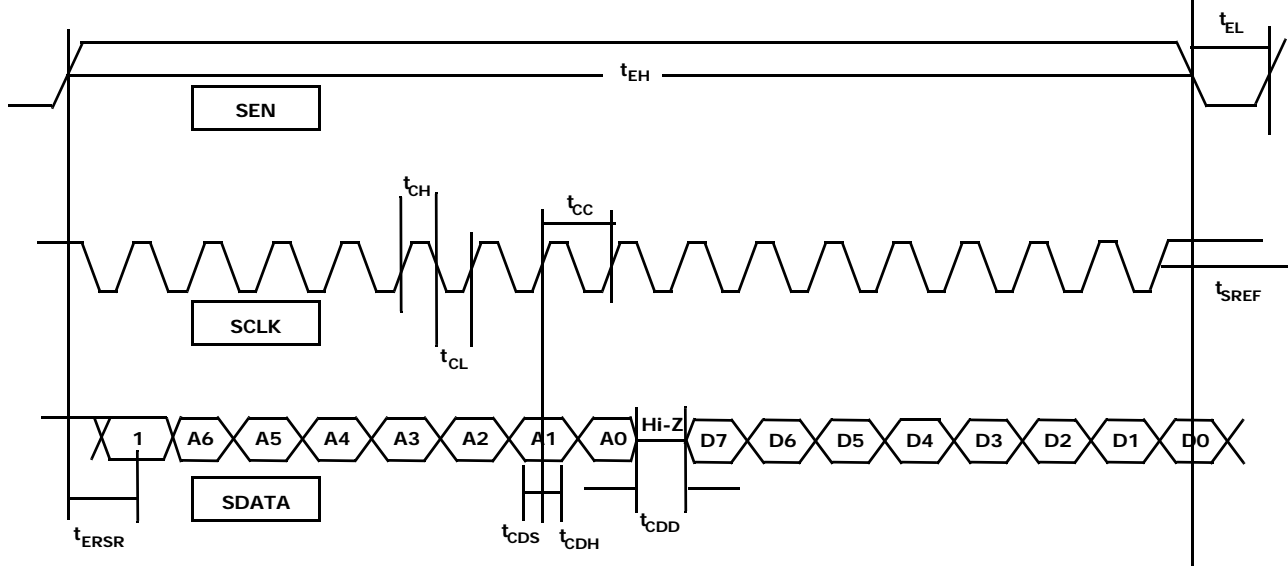 tEL
tEH
SEN
tCH
tCC
tSREF
SCLK
tCL
1 A6 A5 A4 A3 A2 A1 A0 Hi-Z D7 D6 D5 D4 D3 D2 D1 D0
SDATA
tERSR
tCDS
tCDH
tCDD